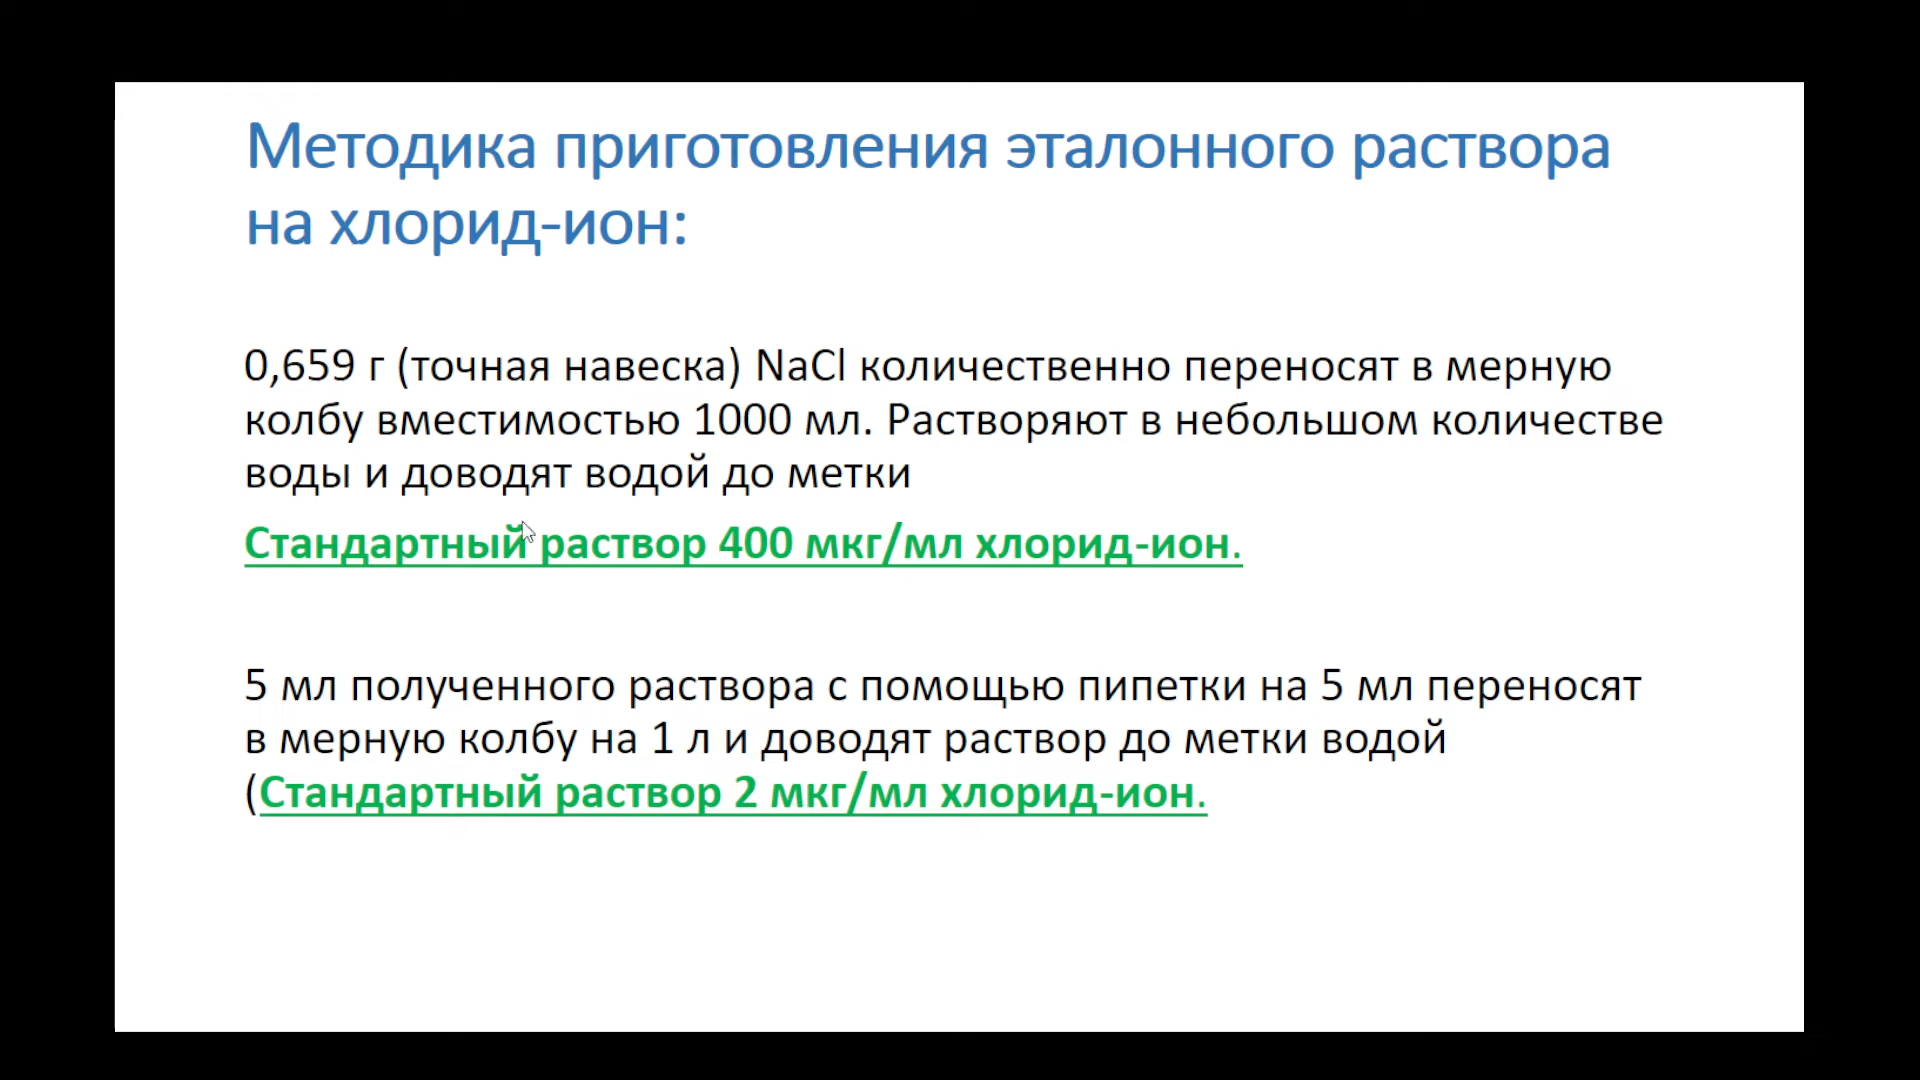 Методика приготовления эталонного раствора
на хлорид-ион:
0,659 г (точная навеска) NaCl количественно переносят в мерную
колбу вместимостью 1000 мл. Растворяют в небольшом количестве
воды и доводят водой до метки
Стандартный раствор 400 мкг/мл хлорид-ион.
5 мл полученного раствора с помощью пипетки на 5 мл переносят
в мерную колбу на 1 л и доводят раствор до метки водой
(Стандартный раствор 2 мкг/мл хлорид-ион.